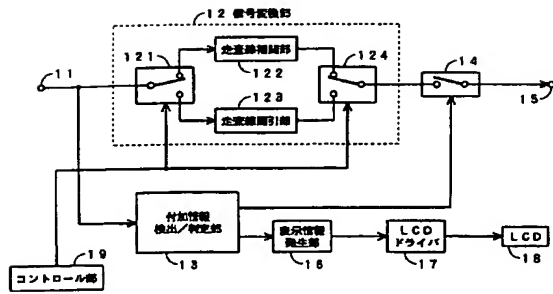 12 信号変換部
121
走査線補間部
122
124
14
11
123
走査線間引部
15
付加情報
検出／判定部
13
表示情報
発生部
16
LCD
ドライバ
17
LCD
18
19
コントロール部